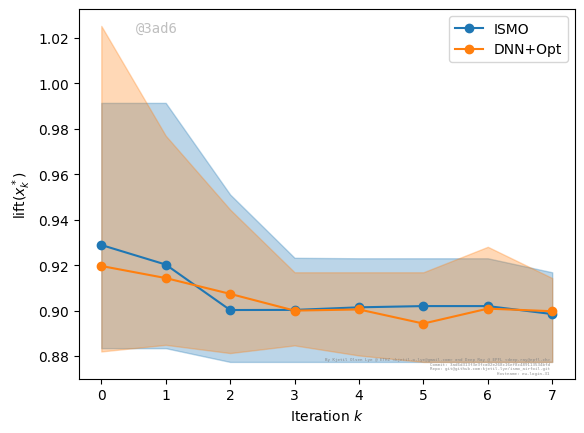 @3ad6
ISMO
DNN+Opt
lift(x_k^*)
1.02
1.00
0.98
0.96
0.94
0.92
0.90
0.88
0 1 2 3 4 5 6 7
Iteration k